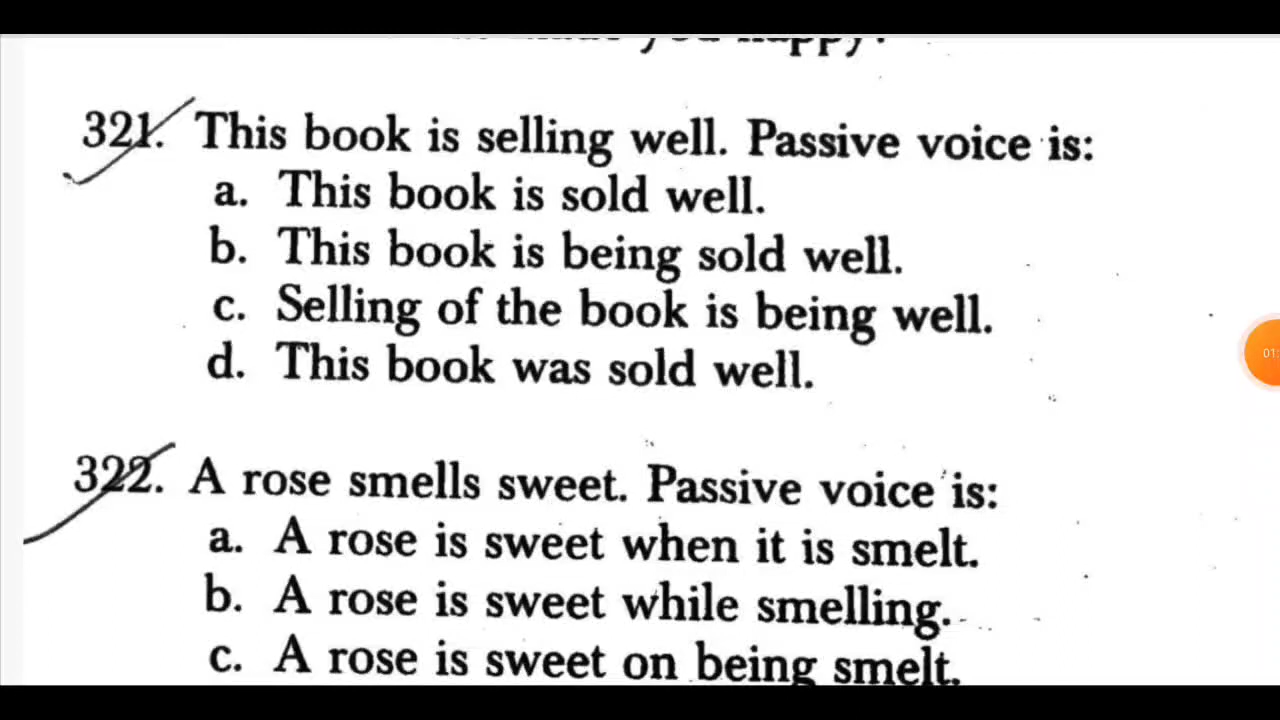 you happy?
321. This book is selling well. Passive voice is:
a. This book is sold well.
b. This book is being sold well.
c. Selling of the book is being well.
d. This book was sold well.
322. A rose smells sweet. Passive voice is:
a. A rose is sweet when it is smelt.
b. A rose is sweet while smelling.
c. A rose is sweet on being smelt.
01: